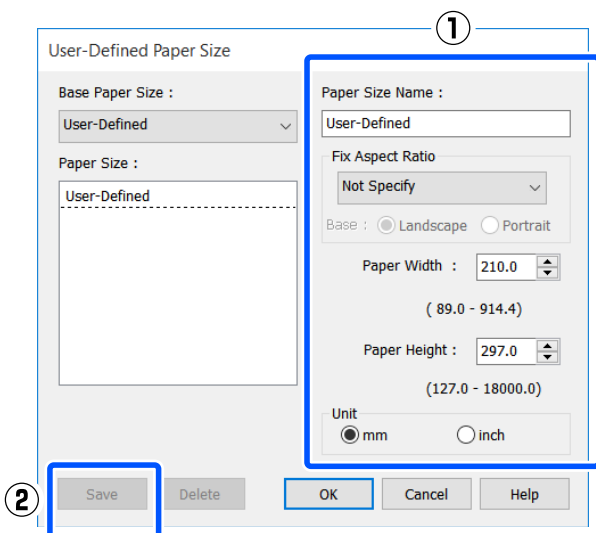 ①
User-Defined Paper Size
Base Paper Size :
User-Defined
Paper Size :
User-Defined
Paper Size Name :
User-Defined
Fix Aspect Ratio
Not Specify
Base : Landscape Portrait
Paper Width : 210.0
( 89.0 - 914.4)
Paper Height : 297.0
(127.0 - 18000.0)
Unit
mm inch
②
Save Delete OK Cancel Help